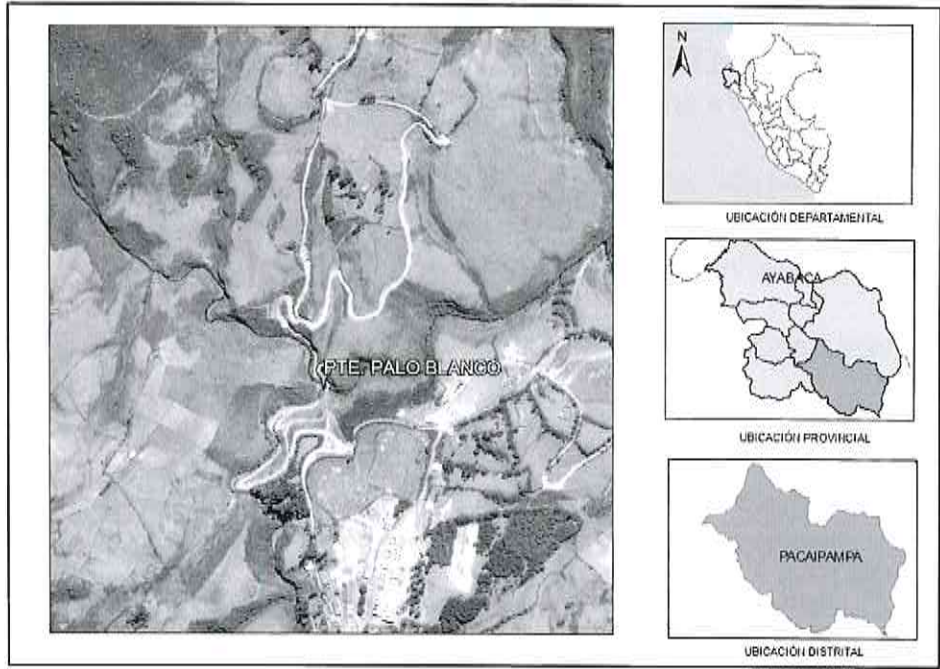 PTE. PALO BLANCO
N
UBICACIÓN DEPARTAMENTAL
AYABACA
UBICACIÓN PROVINCIAL
PACAIPAMPA
UBICACIÓN DISTRITAL